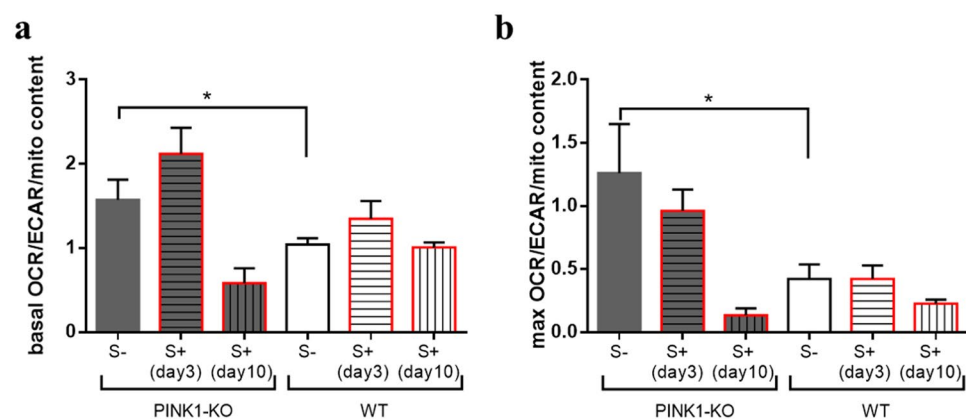 a
basal OCR/ECAR/mito content
3
2
1
0
*
S-
S+
(day3)
S+
(day10)
S-
S+
(day3)
S+
(day10)
PINK1-KO
WT
b
max OCR/ECAR/mito content
2.0
1.5
1.0
0.5
0.0
*
S-
S+
(day3)
S+
(day10)
S-
S+
(day3)
S+
(day10)
PINK1-KO
WT